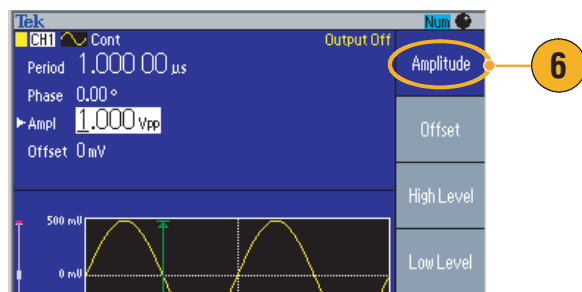 Tek Num
CH1 Cont Output Off
Period 1.000 00 µs
Phase 0.00 °
Ampl 1.000 Vpp
Offset 0 mV
Amplitude
6
Offset
High Level
Low Level
500 mV
0 mV